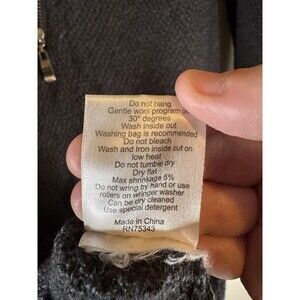 Do not hang
Gentle wool program on
30° degrees
Wash inside out
Washing bag is recommended
Do not bleach
Wash and Iron inside out on
low heat
Do not tumble dry
Dry flat
Max shrinkage 5%
Do not wring by hand or use
rollers on wringer washer
Can be dry cleaned
Use special detergent
Made in China
RN75343